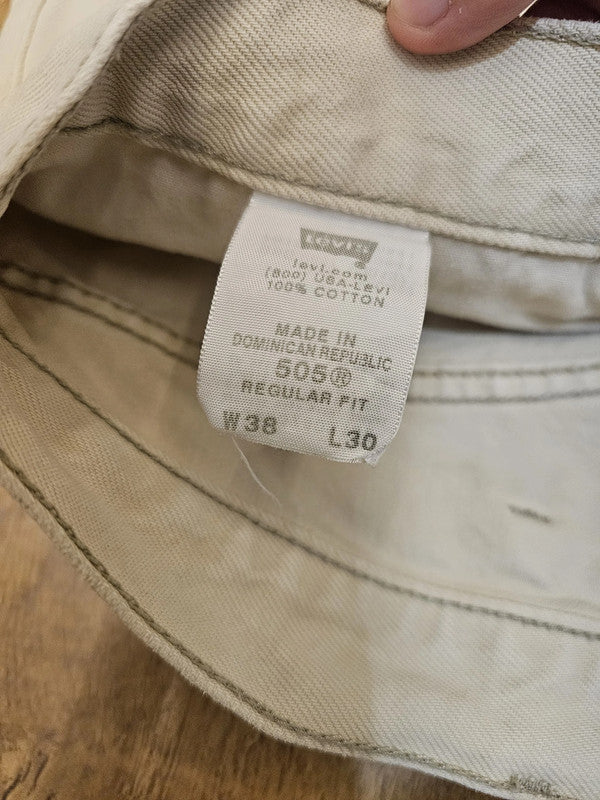 LEVI'S
levi.com
(800) USA-LEVI
100% COTTON
MADE IN
DOMINICAN REPUBLIC
505®
REGULAR FIT
W38 L30